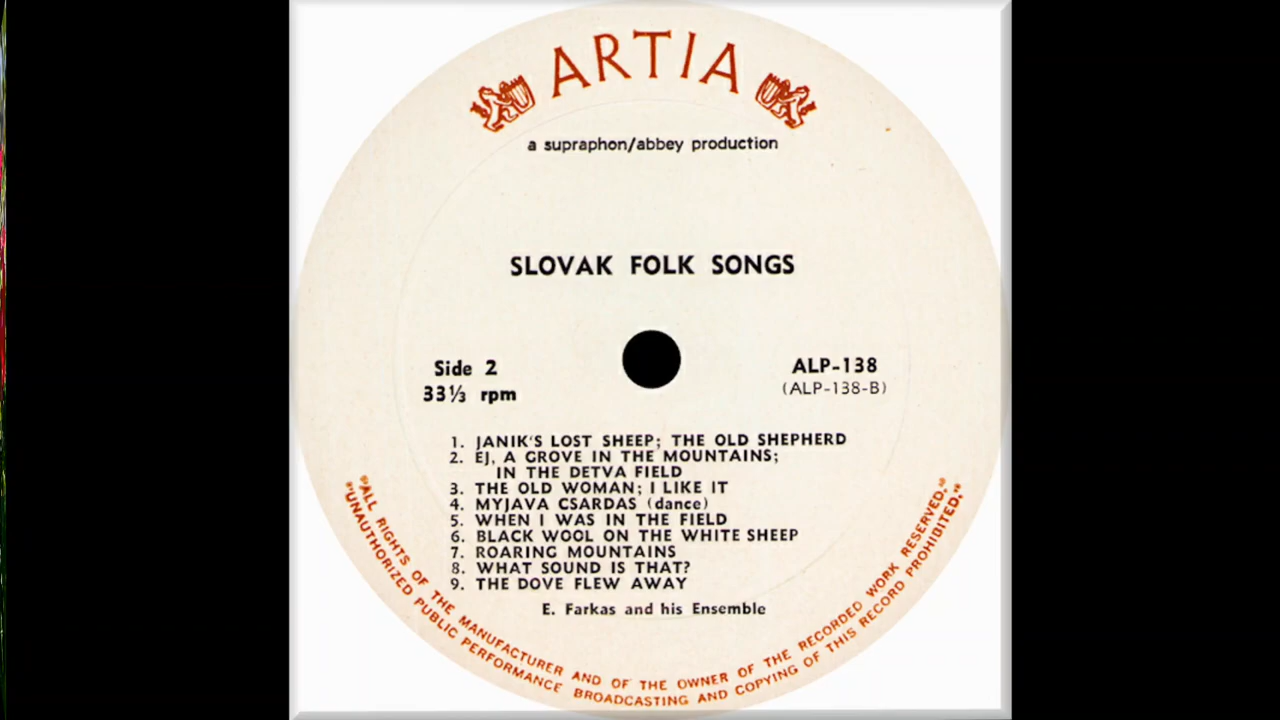 ARTIA
a supraphon/abbey production
SLOVAK FOLK SONGS
Side 2
33⅓ rpm
ALP-138
(ALP-138-B)
1. JANIK'S LOST SHEEP; THE OLD SHEPHERD
2. EJ, A GROVE IN THE MOUNTAINS;
IN THE DETVA FIELD
3. THE OLD WOMAN; I LIKE IT
4. MYJAVA CSARDAS (dance)
5. WHEN I WAS IN THE FIELD
6. BLACK WOOL ON THE WHITE SHEEP
7. ROARING MOUNTAINS
8. WHAT SOUND IS THAT?
9. THE DOVE FLEW AWAY
E. Farkas and his Ensemble
"ALL RIGHTS OF THE MANUFACTURER AND OF THE OWNER OF THE RECORDED WORK RESERVED."
"UNAUTHORIZED PUBLIC PERFORMANCE BROADCASTING AND COPYING OF THIS RECORD PROHIBITED."